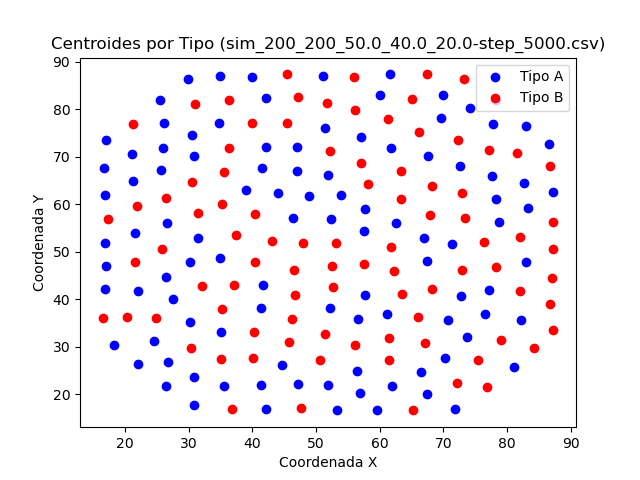 Centroides por Tipo (sim_200_200_50.0_40.0_20.0-step_5000.csv)
Tipo A
Tipo B
90
80
70
60
50
40
30
20
Coordenada Y
20 30 40 50 60 70 80 90
Coordenada X